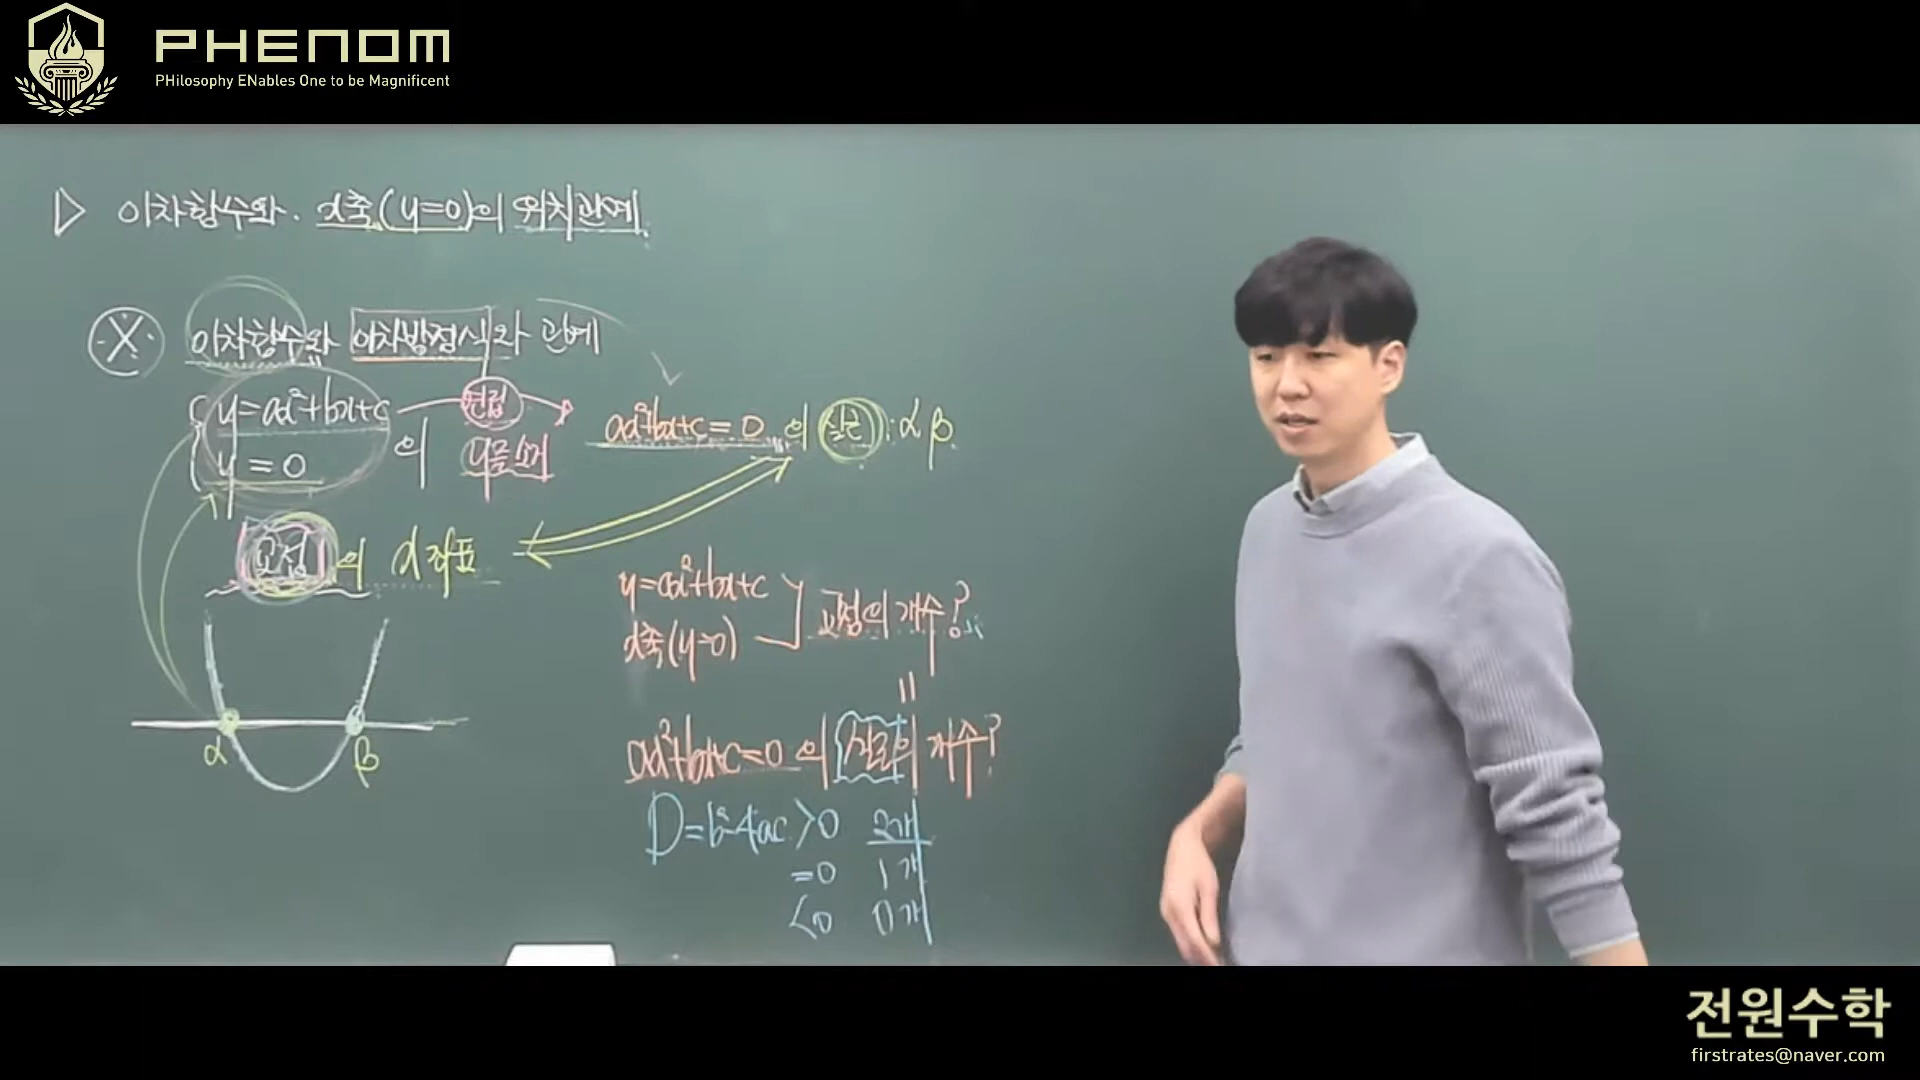 PHENOM
PHilosophy ENables One to be Magnificent
▷ 이차함수와 x축(y=0)의 위치관계.
이차함수와 이차방정식과 관계
y=ax²+bx+c 연립
y=0 의
ax²+bx+c=0 의 실근: α β
교점의 x좌표
y=ax²+bx+c
x축(y=0)
교점의 개수?
=
ax²+bx+c=0 의 실근의 개수?
D=b²-4ac >0 2개
=0 1개
<0 0개
α β
전원수학
firstrates@naver.com